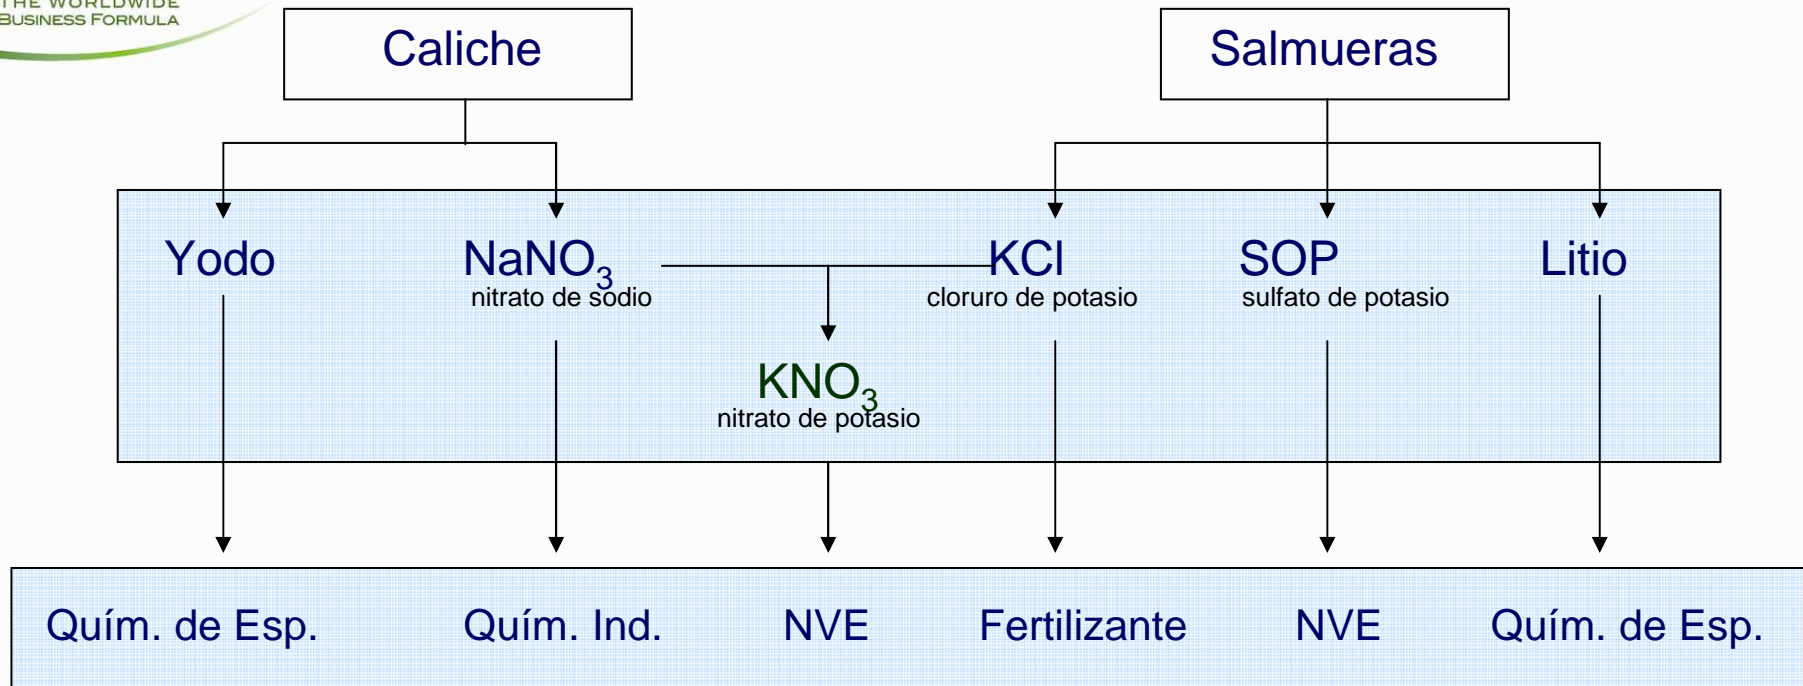 THE WORLDWIDE
BUSINESS FORMULA
Caliche
Salmueras
Yodo
NaNO3
nitrato de sodio
KCl
cloruro de potasio
SOP
sulfato de potasio
Litio
KNO3
nitrato de potasio
Quím. de Esp.
Quím. Ind.
NVE
Fertilizante
NVE
Quím. de Esp.